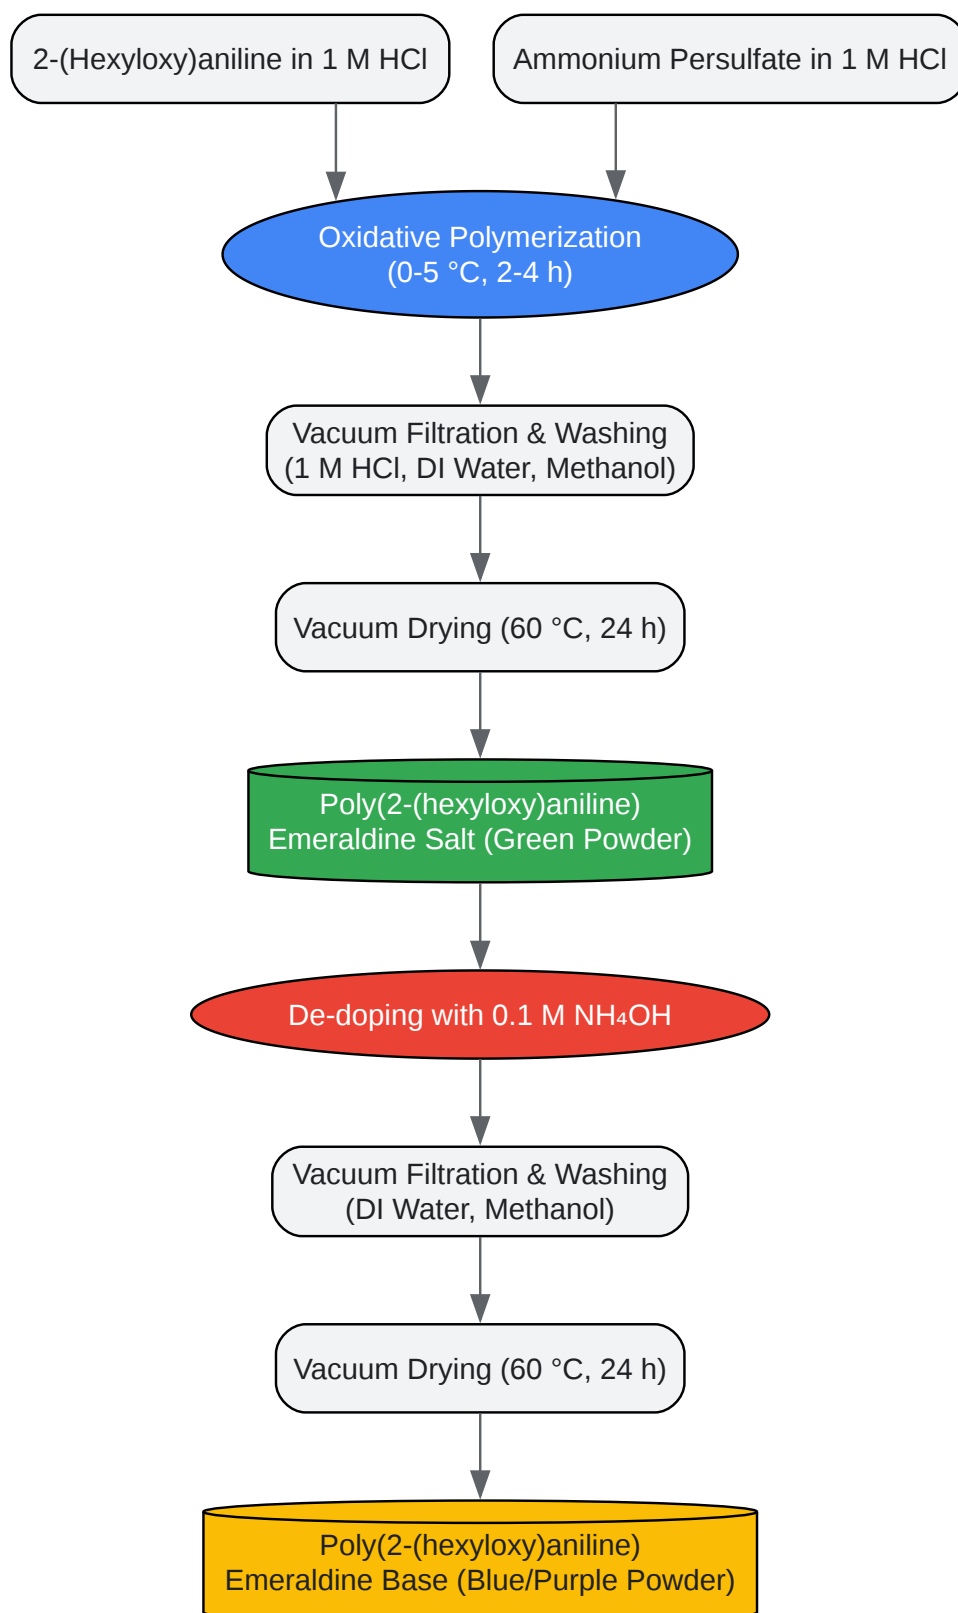 2-(Hexyloxy)aniline in 1 M HCl
Ammonium Persulfate in 1 M HCl
Oxidative Polymerization
(0-5 °C, 2-4 h)
Vacuum Filtration & Washing
(1 M HCl, DI Water, Methanol)
Vacuum Drying (60 °C, 24 h)
Poly(2-(hexyloxy)aniline)
Emeraldine Salt (Green Powder)
De-doping with 0.1 M NH₄OH
Vacuum Filtration & Washing
(DI Water, Methanol)
Vacuum Drying (60 °C, 24 h)
Poly(2-(hexyloxy)aniline)
Emeraldine Base (Blue/Purple Powder)